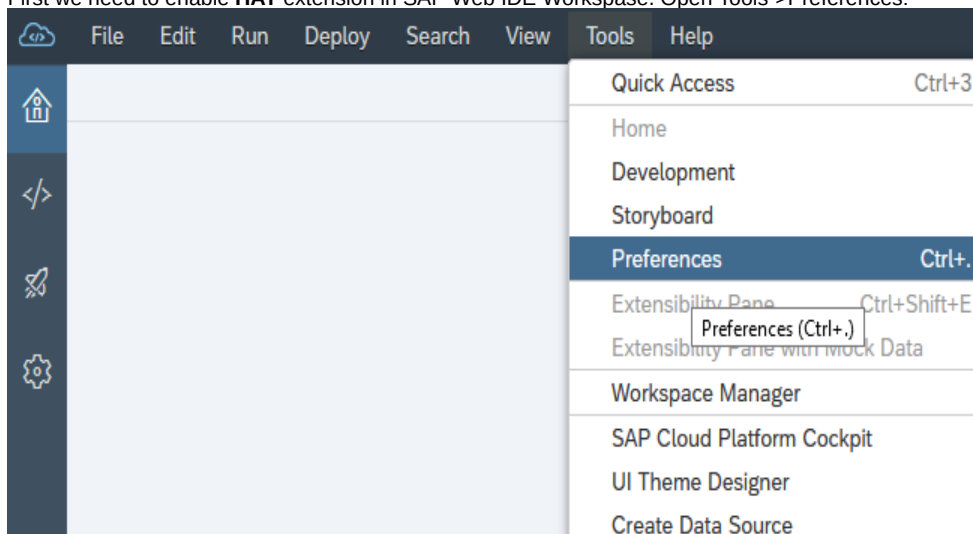 First we need to enable HAT extension in SAP Web IDE Workspase. Open Tools->Preferences.
File Edit Run Deploy Search View Tools Help
Quick Access Ctrl+3
Home
Development
Storyboard
Preferences Ctrl+.
Extensibility Pane Ctrl+Shift+E
Preferences (Ctrl+.)
Extensibility Pane with Mock Data
Workspace Manager
SAP Cloud Platform Cockpit
UI Theme Designer
Create Data Source